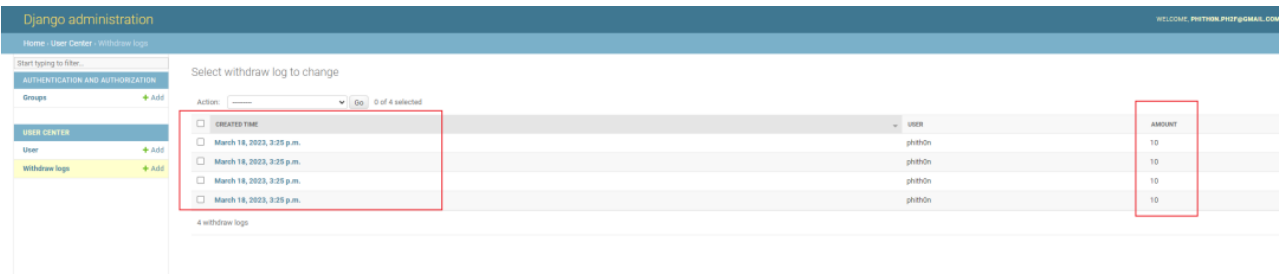 Django administration
WELCOME, PHITH0N.PH2F@GMAIL.COM
Home › User Center › Withdraw logs
Start typing to filter...
AUTHENTICATION AND AUTHORIZATION
Groups + Add
USER CENTER
User + Add
Withdraw logs + Add
Select withdraw log to change
Action: --------- Go 0 of 4 selected
CREATED TIME USER AMOUNT
March 18, 2023, 3:25 p.m. phith0n 10
March 18, 2023, 3:25 p.m. phith0n 10
March 18, 2023, 3:25 p.m. phith0n 10
March 18, 2023, 3:25 p.m. phith0n 10
4 withdraw logs